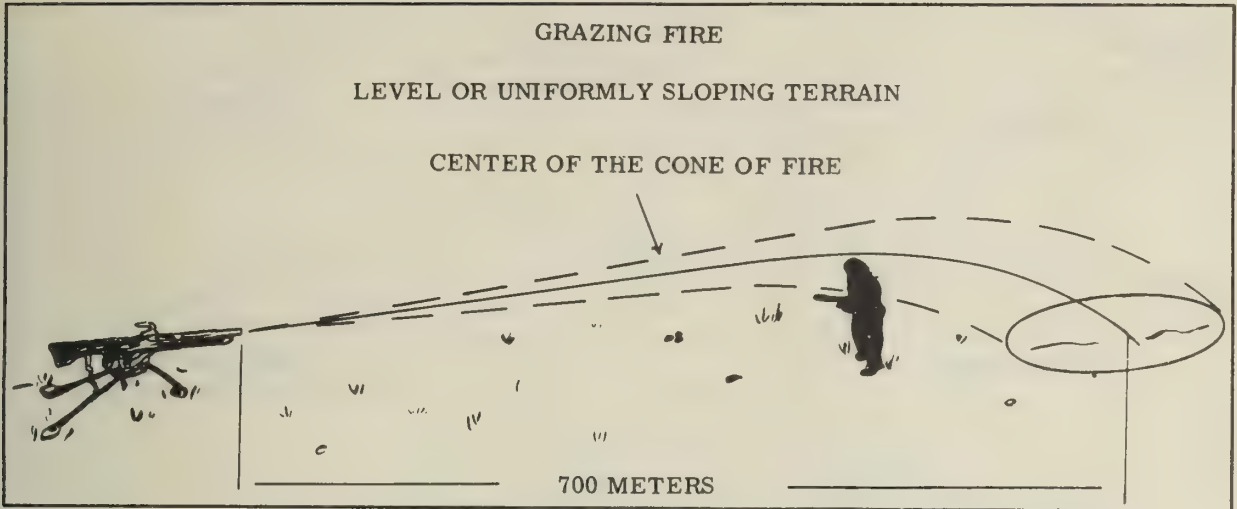 GRAZING FIRE
LEVEL OR UNIFORMLY SLOPING TERRAIN
CENTER OF THE CONE OF FIRE
700 METERS